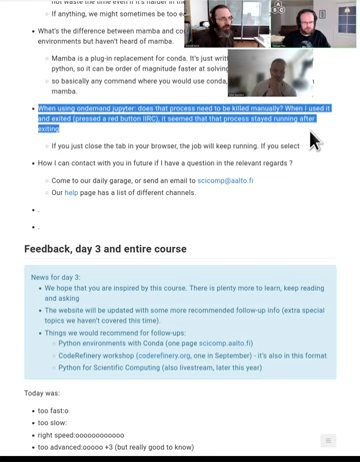 not waste the time even if it's harder in the
If anything, we might sometimes be too e
What's the difference between mamba and co
environments but haven't heard of mamba.
Mamba is a plug-in replacement for conda. It's just writt
python, so it can be order of magnitude faster at solving
so basically any command where you would use conda,
mamba.
When using ondemand jupyter: does that process need to be killed manually? When I used it
and exited (pressed a red button IIRC), it seemed that that process stayed running after
exiting
If you just close the tab in your browser, the job will keep running. If you select
How I can contact with you in future if I have a question in the relevant regards ?
Come to our daily garage, or send an email to scicomp@aalto.fi
Our help page has a list of different channels.
.
.
Feedback, day 3 and entire course
News for day 3:
We hope that you are inspired by this course. There is plenty more to learn, keep reading
and asking
The website will be updated with some more recommended follow-up info (extra special
topics we haven't covered this time).
Things we would recommend for follow-ups:
Python environments with Conda (one page scicomp.aalto.fi)
CodeRefinery workshop (coderefinery.org, one in September) - it's also in this format
Python for Scientific Computing (also livestream, later this year)
Today was:
too fast:o
too slow:
right speed:oooooooooooo
too advanced:ooooo +3 (but really good to know)